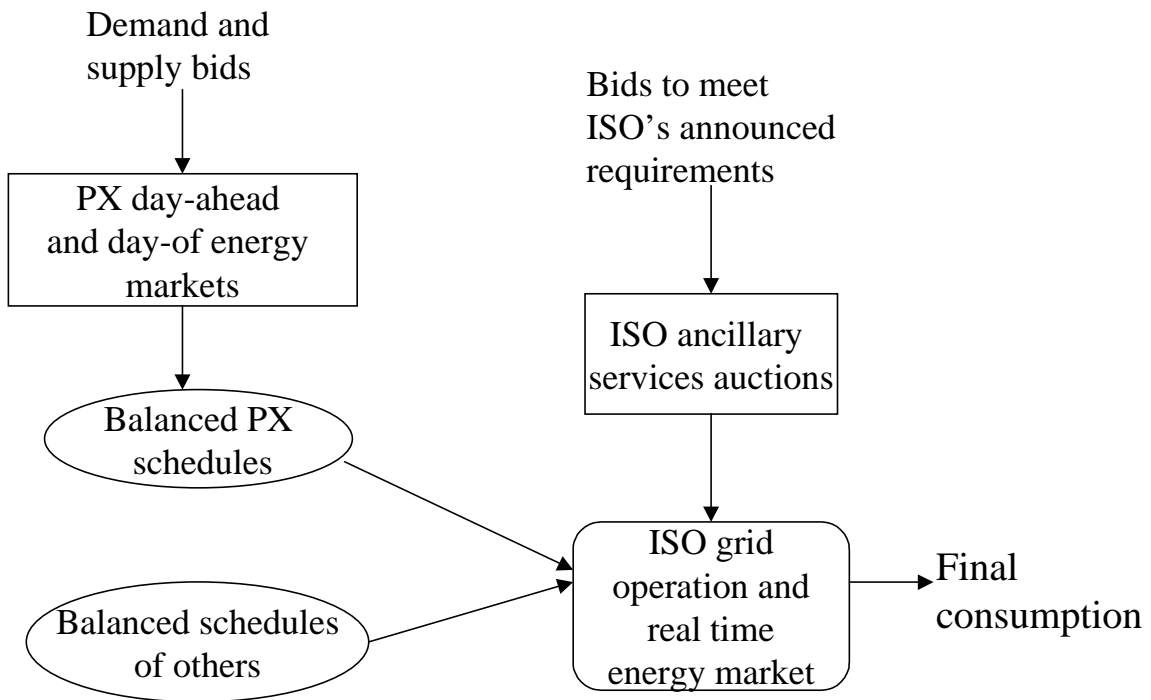 Demand and
supply bids
Bids to meet
ISO’s announced
requirements
PX day-ahead
and day-of energy
markets
ISO ancillary
services auctions
Balanced PX
schedules
ISO grid
operation and
real time
energy market
Final
consumption
Balanced schedules
of others